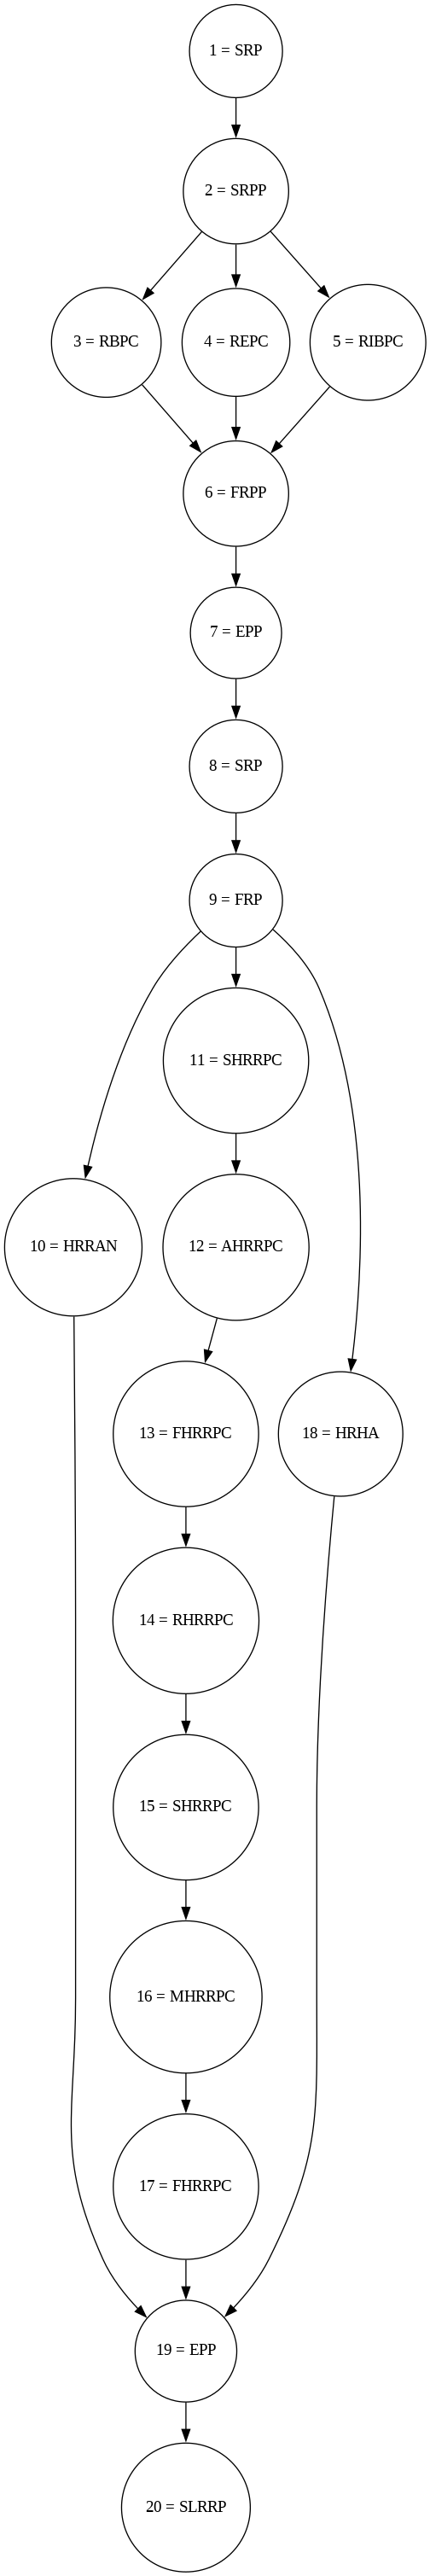 1 = SRP
2 = SRPP
3 = RBPC
4 = REPC
5 = RIBPC
6 = FRPP
7 = EPP
8 = SRP
9 = FRP
10 = HRRAN
11 = SHRRPC
12 = AHRRPC
13 = FHRRPC
14 = RHRRPC
15 = SHRRPC
16 = MHRRPC
17 = FHRRPC
18 = HRHA
19 = EPP
20 = SLRRP